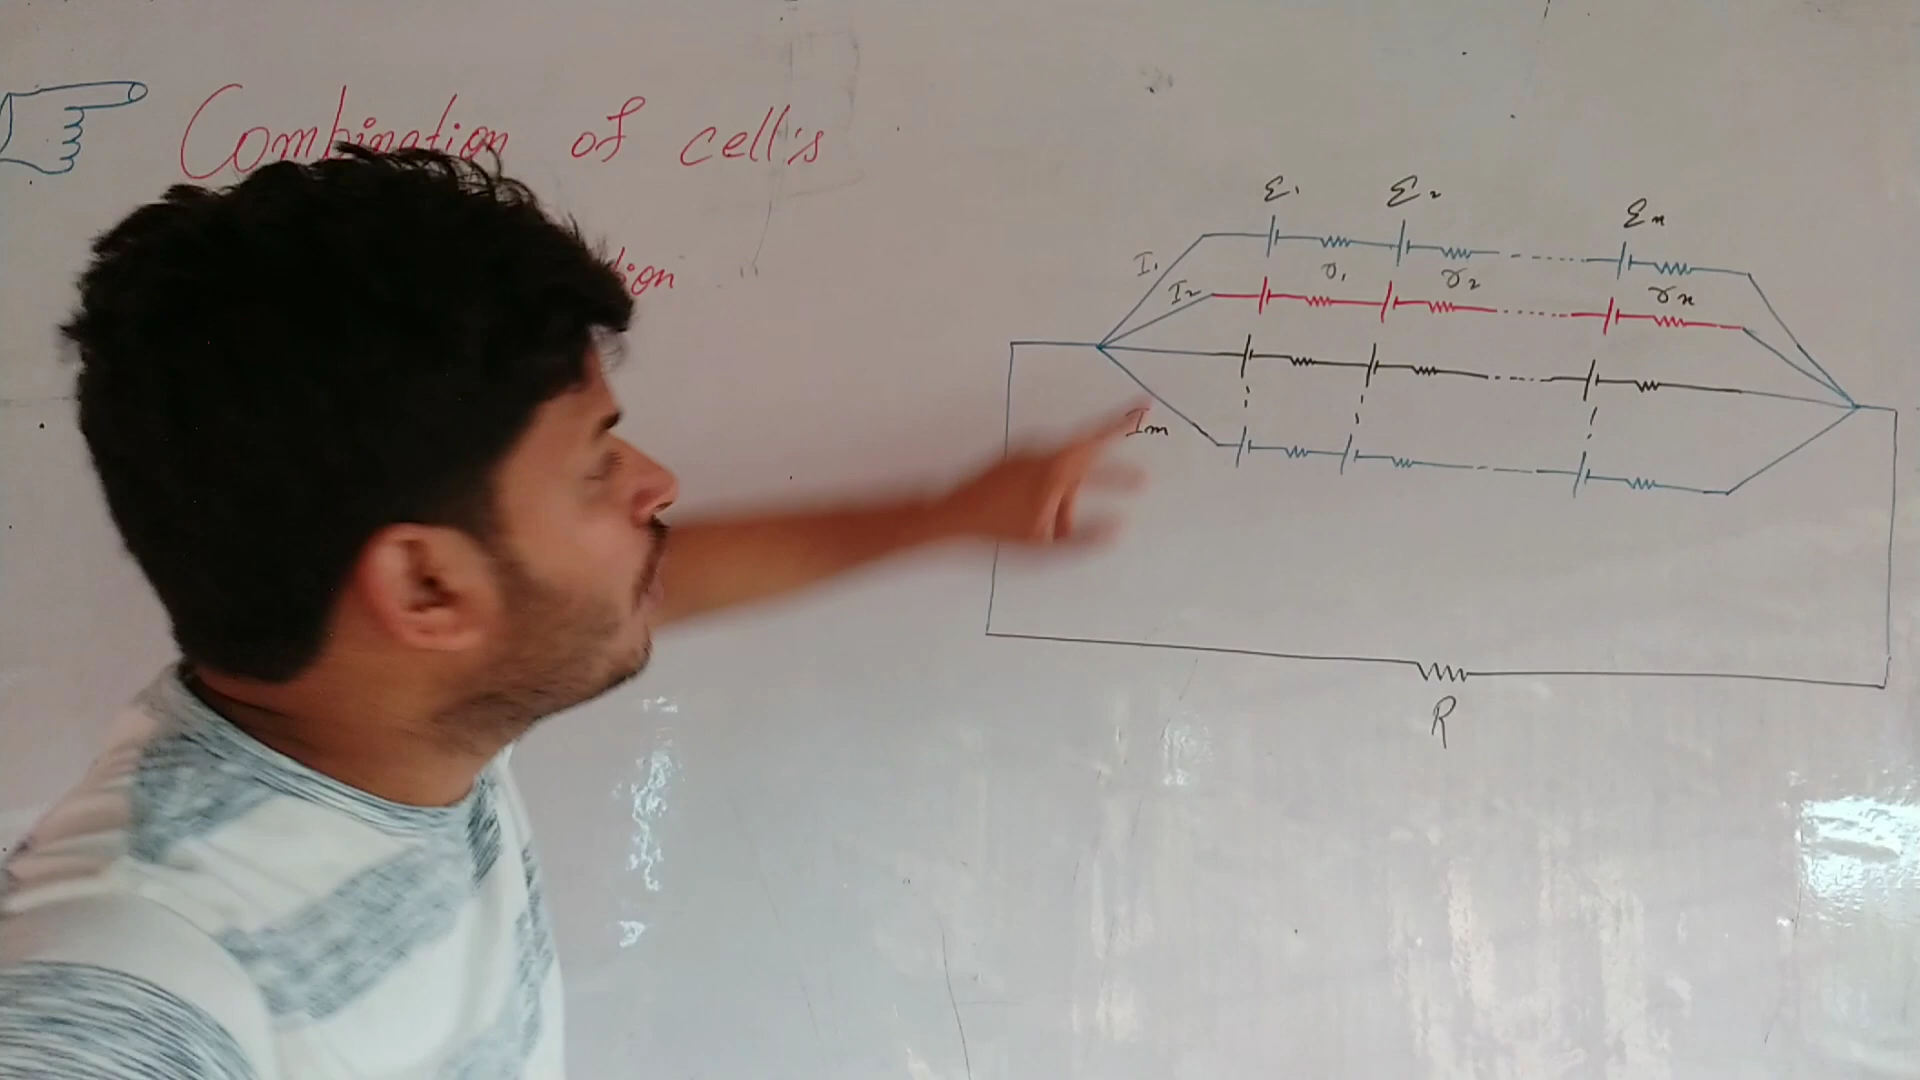 Combination of cell's
ε1 ε2 εn
I1 r1 r2 rn
I2
Im
R